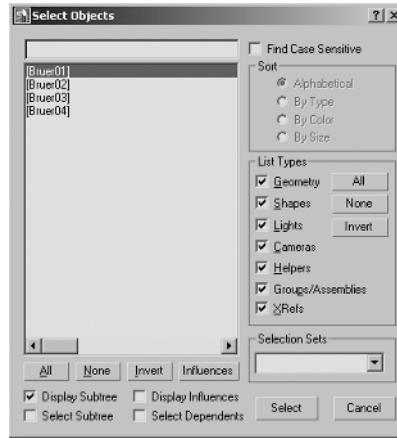 Select Objects
Find Case Sensitive
[Bruer01]
[Bruer02]
[Bruer03]
[Bruer04]
Sort
Alphabetical
By Type
By Color
By Size
List Types
Geometry
All
Shapes
None
Lights
Invert
Cameras
Helpers
Groups/Assemblies
XRefs
Selection Sets
All
None
Invert
Influences
Display Subtree
Display Influences
Select Subtree
Select Dependents
Select
Cancel